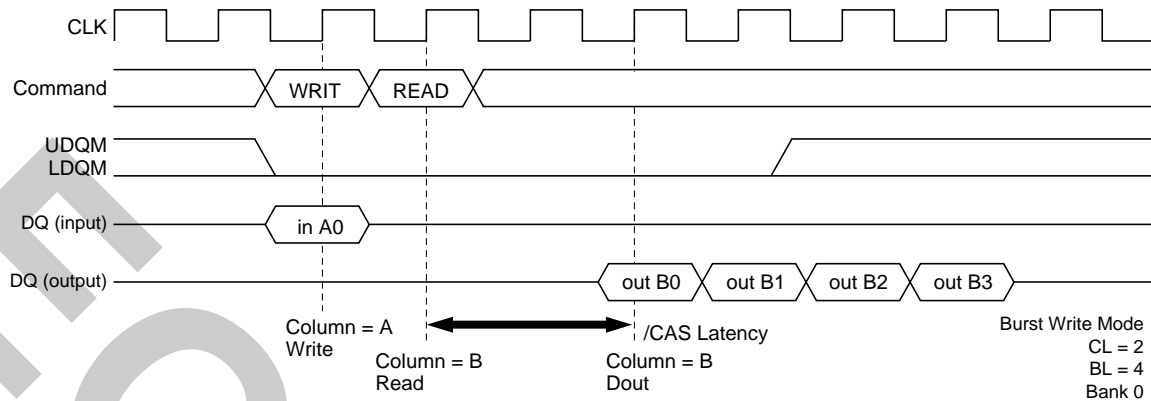 CLK
Command
WRIT
READ
UDQM
LDQM
DQ (input)
in A0
DQ (output)
out B0
out B1
out B2
out B3
Column = A
Write
Column = B
Read
/CAS Latency
Column = B
Dout
Burst Write Mode
CL = 2
BL = 4
Bank 0